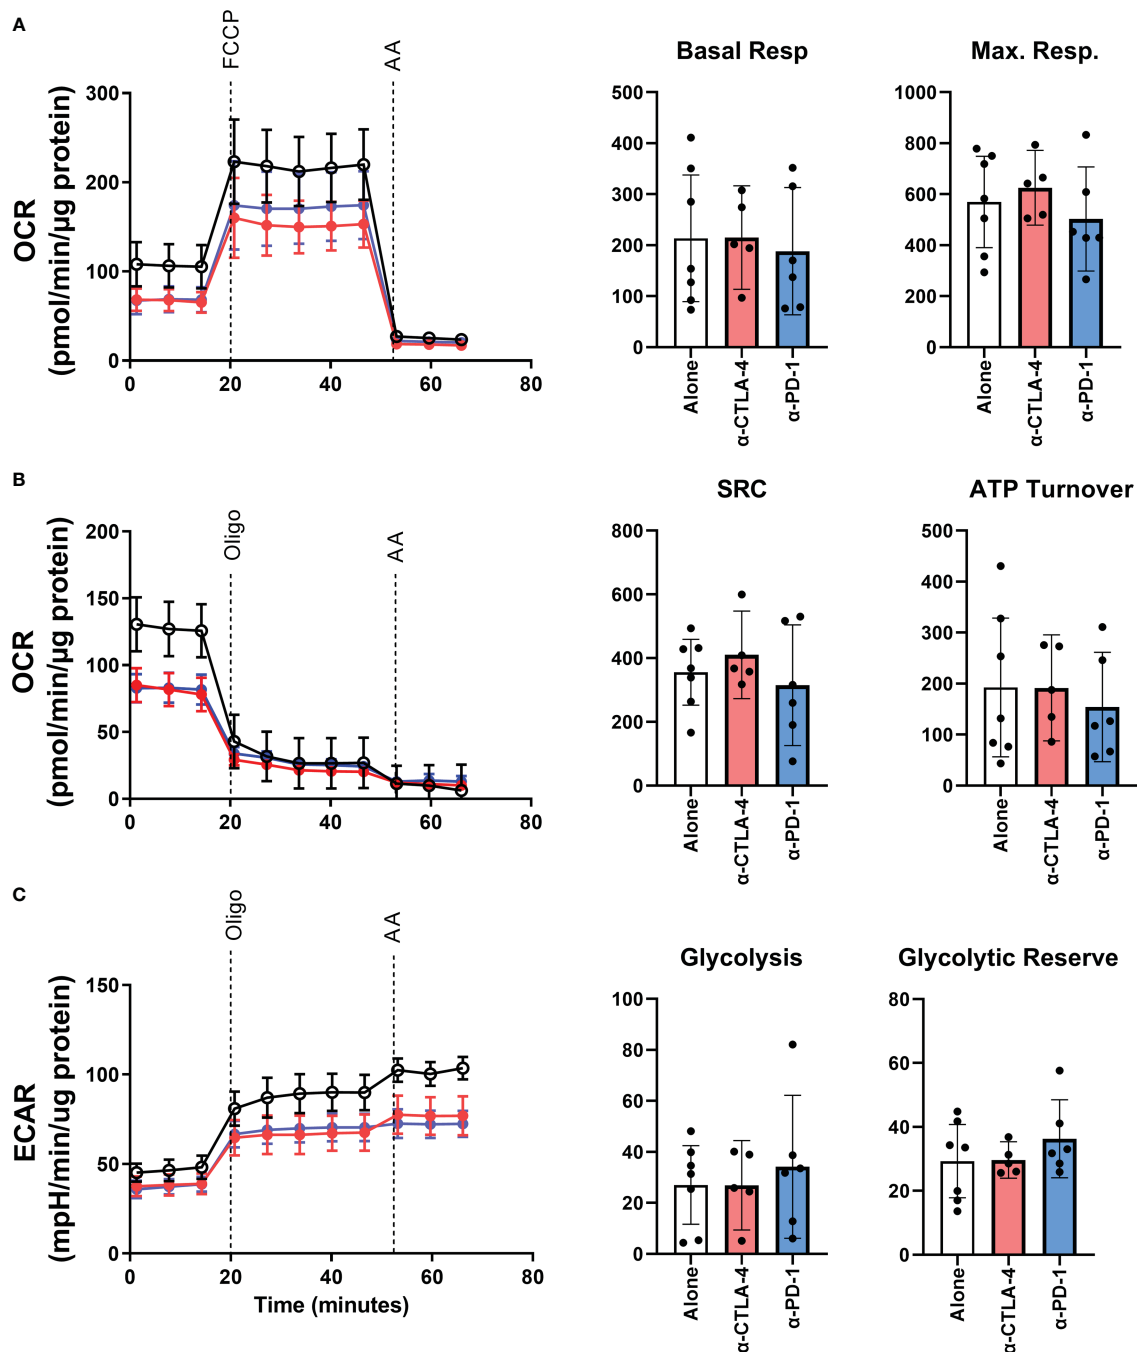 A
FCCP
AA
OCR
(pmol/min/µg protein)
300
200
100
0
0 20 40 60 80
Basal Resp
500
400
300
200
100
0
Alone
α-CTLA-4
α-PD-1
Max. Resp.
1000
800
600
400
200
0
Alone
α-CTLA-4
α-PD-1
B
Oligo
AA
OCR
(pmol/min/µg protein)
200
150
100
50
0
0 20 40 60 80
SRC
800
600
400
200
0
Alone
α-CTLA-4
α-PD-1
ATP Turnover
500
400
300
200
100
0
Alone
α-CTLA-4
α-PD-1
C
Oligo
AA
ECAR
(mpH/min/ug protein)
150
100
50
0
0 20 40 60 80
Time (minutes)
Glycolysis
100
80
60
40
20
0
Alone
α-CTLA-4
α-PD-1
Glycolytic Reserve
80
60
40
20
0
Alone
α-CTLA-4
α-PD-1